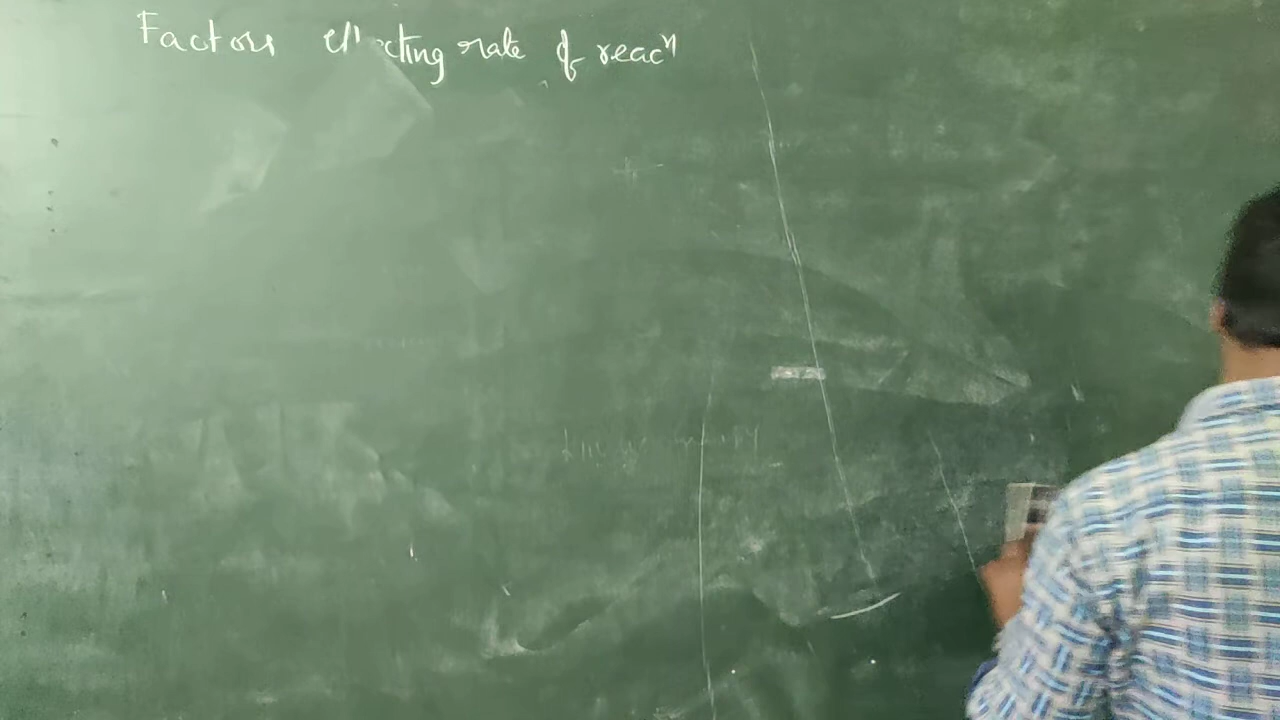 Factors effecting rate of reacⁿ